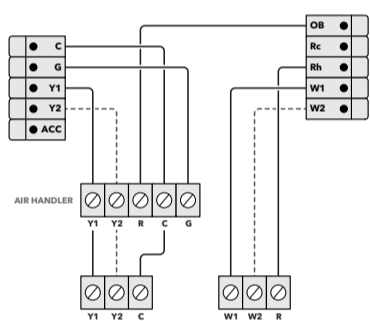 C
G
Y1
Y2
ACC
OB
Rc
Rh
W1
W2
AIR HANDLER
Y1 Y2 R C G
Y1 Y2 C
W1 W2 R